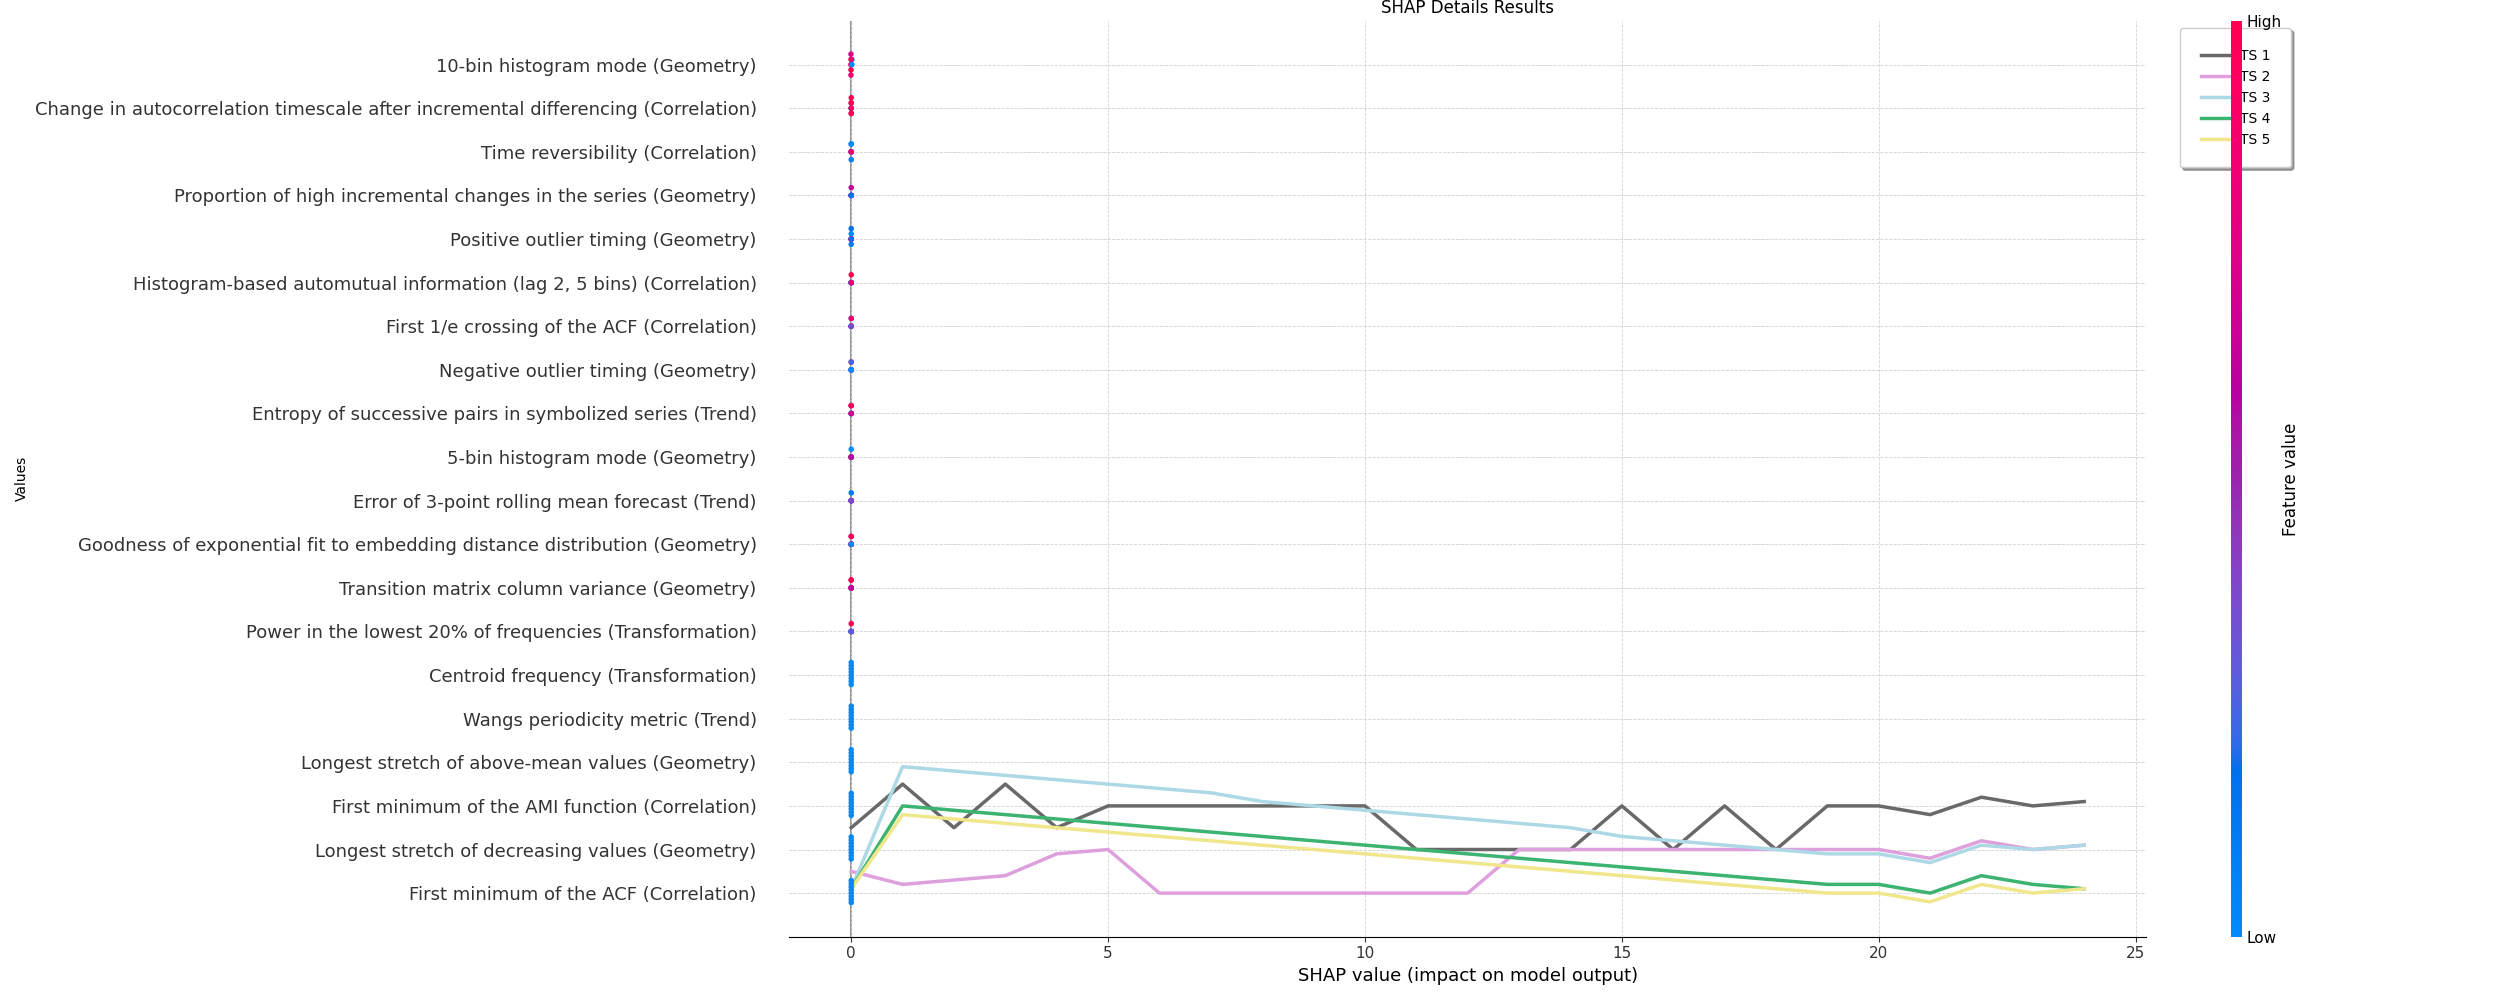 SHAP Details Results
High
10-bin histogram mode (Geometry)
Change in autocorrelation timescale after incremental differencing (Correlation)
Time reversibility (Correlation)
Proportion of high incremental changes in the series (Geometry)
Positive outlier timing (Geometry)
Histogram-based automutual information (lag 2, 5 bins) (Correlation)
First 1/e crossing of the ACF (Correlation)
Negative outlier timing (Geometry)
Entropy of successive pairs in symbolized series (Trend)
5-bin histogram mode (Geometry)
Error of 3-point rolling mean forecast (Trend)
Goodness of exponential fit to embedding distance distribution (Geometry)
Transition matrix column variance (Geometry)
Power in the lowest 20% of frequencies (Transformation)
Centroid frequency (Transformation)
Wangs periodicity metric (Trend)
Longest stretch of above-mean values (Geometry)
First minimum of the AMI function (Correlation)
Longest stretch of decreasing values (Geometry)
First minimum of the ACF (Correlation)
Values
TS 1
TS 2
TS 3
TS 4
TS 5
Feature value
Low
0 5 10 15 20 25
SHAP value (impact on model output)